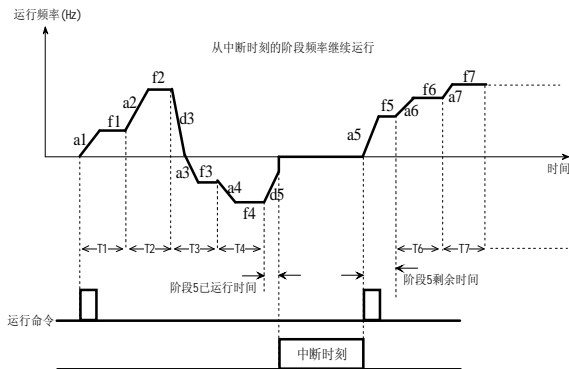 运行频率(Hz)
从中断时刻的阶段频率继续运行
f2
f7
a2
f6
f5
a7
f1
d3
a6
a1
a5
时间
a3
f3
a4
d5
f4
T1
T2
T3
T4
T6
T7
阶段5已运行时间
阶段5剩余时间
运行命令
中断时刻